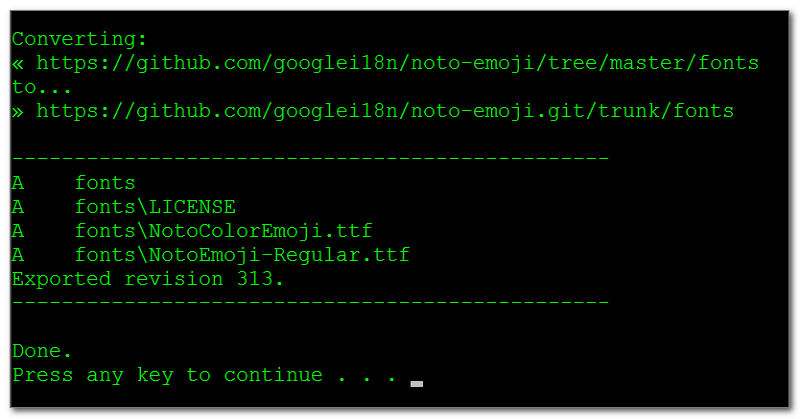 Converting:
« https://github.com/googlei18n/noto-emoji/tree/master/fonts
to...
» https://github.com/googlei18n/noto-emoji.git/trunk/fonts
------------------------------------------------
A    fonts
A    fonts\LICENSE
A    fonts\NotoColorEmoji.ttf
A    fonts\NotoEmoji-Regular.ttf
Exported revision 313.
------------------------------------------------
Done.
Press any key to continue . . .